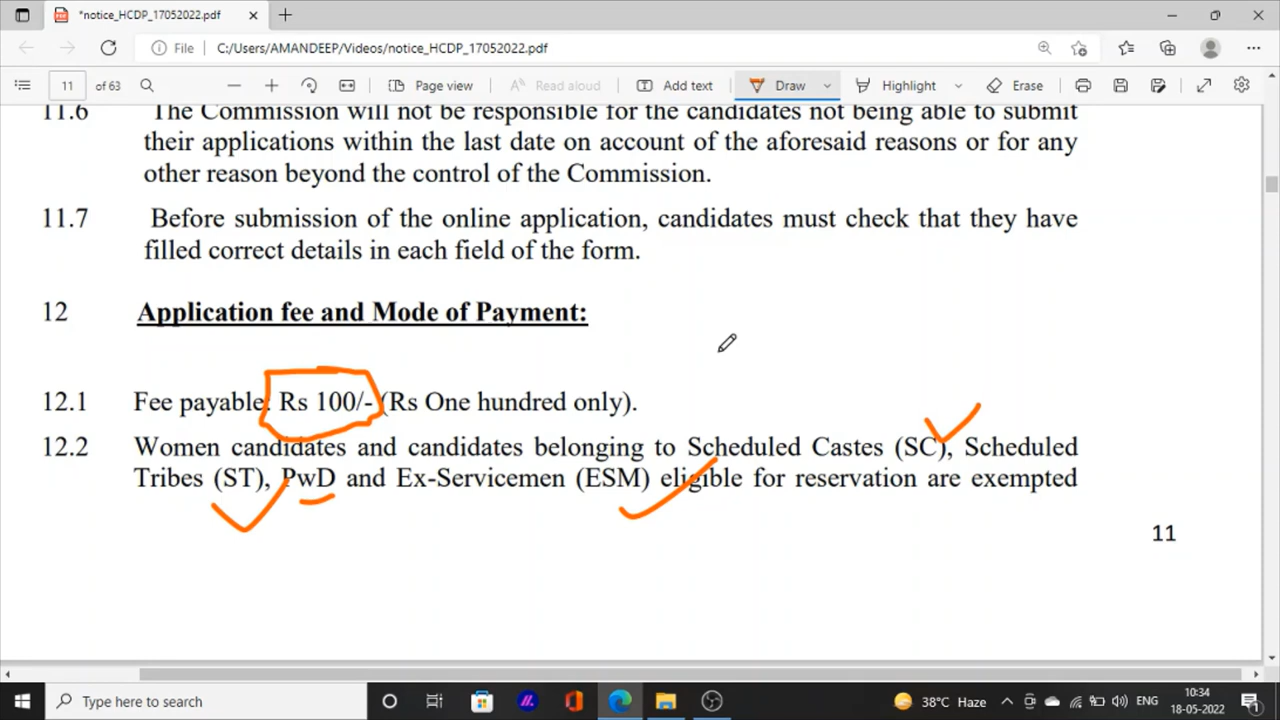 *notice_HCDP_17052022.pdf
File C:/Users/AMANDEEP/Videos/notice_HCDP_17052022.pdf
11 of 63 Page view Read aloud Add text Draw Highlight Erase
11.6 The Commission will not be responsible for the candidates not being able to submit
their applications within the last date on account of the aforesaid reasons or for any
other reason beyond the control of the Commission.
11.7 Before submission of the online application, candidates must check that they have
filled correct details in each field of the form.
12 Application fee and Mode of Payment:
12.1 Fee payable: Rs 100/- (Rs One hundred only).
12.2 Women candidates and candidates belonging to Scheduled Castes (SC), Scheduled
Tribes (ST), PwD and Ex-Servicemen (ESM) eligible for reservation are exempted
11
Type here to search 38°C Haze ENG 10:34
18-05-2022 1